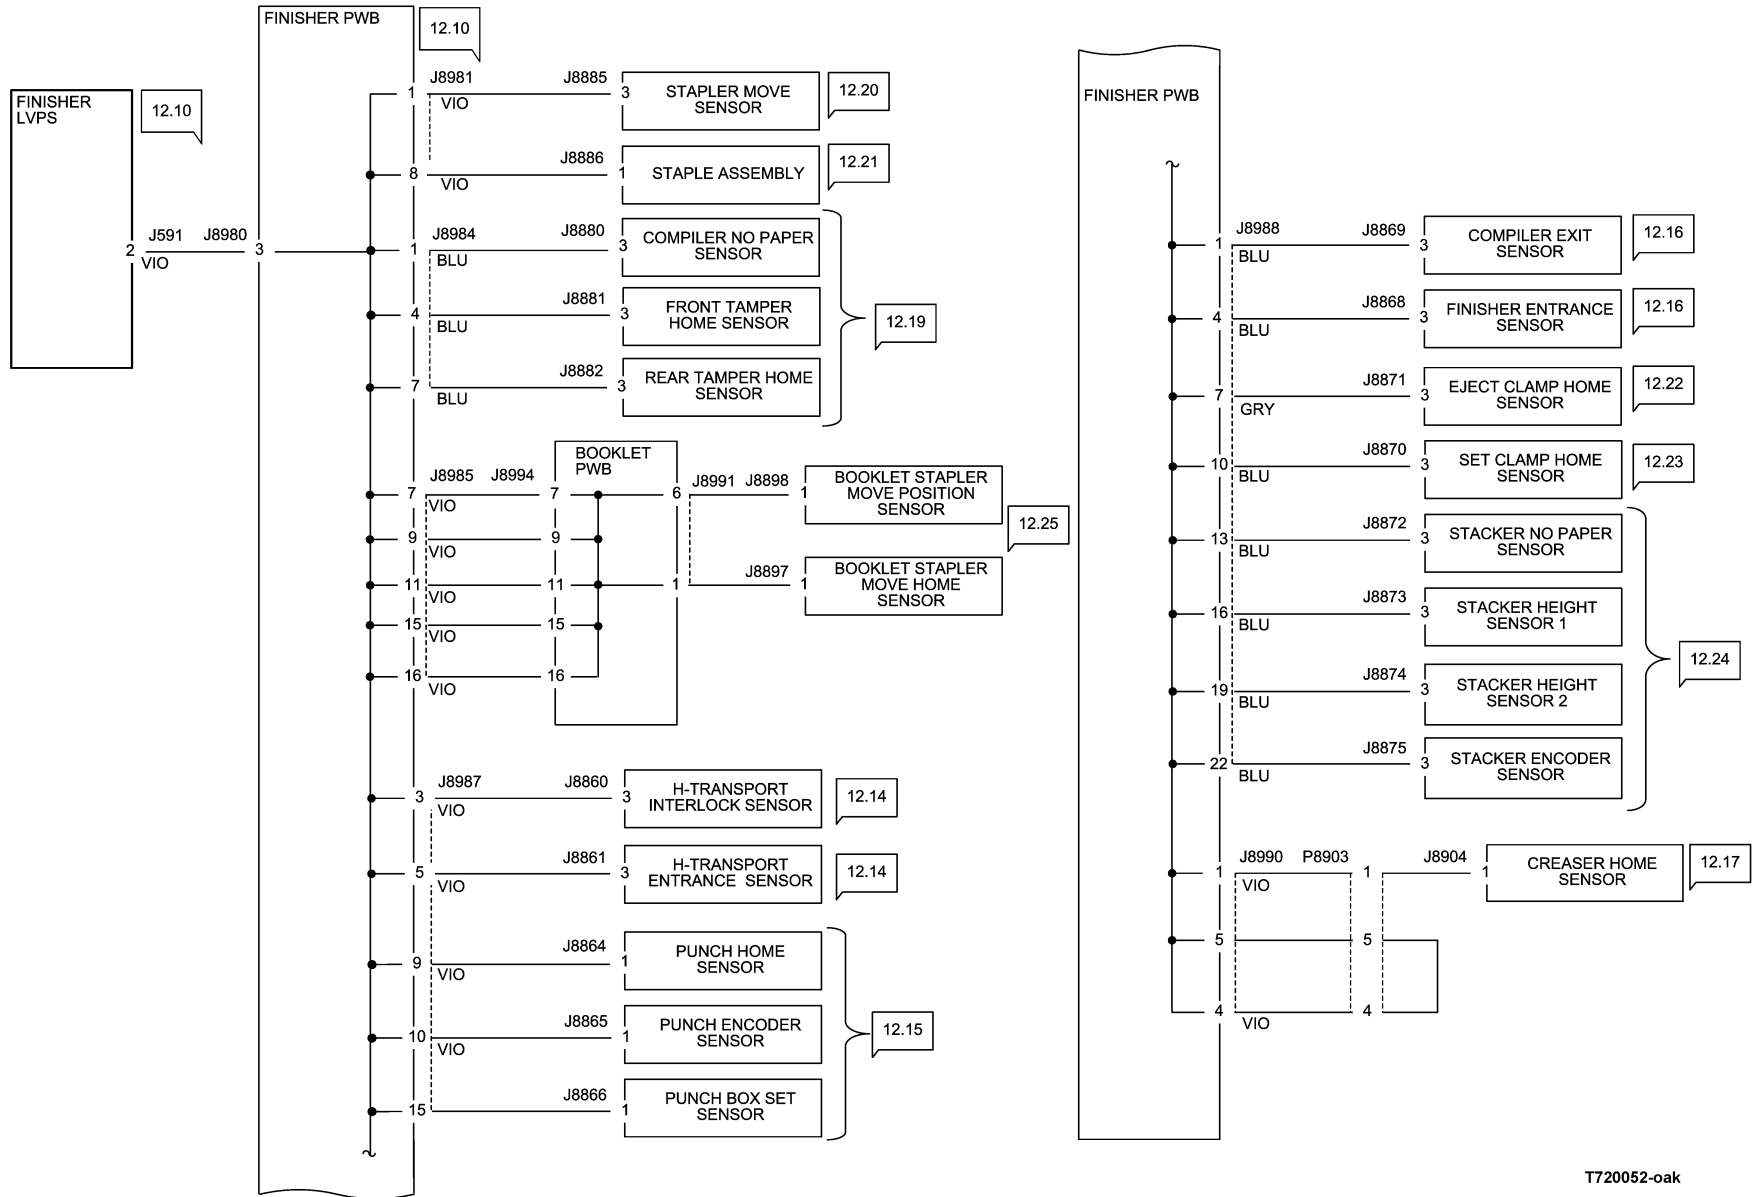 FINISHER PWB
12.10
FINISHER
LVPS
12.10
2
J591
VIO
J8980
3
1
J8981
VIO
J8885
3
STAPLER MOVE
SENSOR
12.20
8
VIO
J8886
1
STAPLE ASSEMBLY
12.21
1
J8984
BLU
J8880
3
COMPILER NO PAPER
SENSOR
4
BLU
J8881
3
FRONT TAMPER
HOME SENSOR
12.19
7
BLU
J8882
3
REAR TAMPER HOME
SENSOR
BOOKLET
PWB
7
J8985
VIO
J8994
7
6
J8991
J8898
1
BOOKLET STAPLER
MOVE POSITION
SENSOR
12.25
9
VIO
9
11
VIO
11
1
J8897
1
BOOKLET STAPLER
MOVE HOME
SENSOR
15
VIO
15
16
VIO
16
3
J8987
VIO
J8860
3
H-TRANSPORT
INTERLOCK SENSOR
12.14
5
VIO
J8861
3
H-TRANSPORT
ENTRANCE SENSOR
12.14
9
VIO
J8864
1
PUNCH HOME
SENSOR
10
VIO
J8865
1
PUNCH ENCODER
SENSOR
12.15
15
J8866
1
PUNCH BOX SET
SENSOR
FINISHER PWB
1
J8988
BLU
J8869
3
COMPILER EXIT
SENSOR
12.16
4
BLU
J8868
3
FINISHER ENTRANCE
SENSOR
12.16
7
GRY
J8871
3
EJECT CLAMP HOME
SENSOR
12.22
10
BLU
J8870
3
SET CLAMP HOME
SENSOR
12.23
13
BLU
J8872
3
STACKER NO PAPER
SENSOR
16
BLU
J8873
3
STACKER HEIGHT
SENSOR 1
12.24
19
BLU
J8874
3
STACKER HEIGHT
SENSOR 2
22
BLU
J8875
3
STACKER ENCODER
SENSOR
1
J8990
VIO
P8903
1
J8904
1
CREASER HOME
SENSOR
12.17
5
5
4
VIO
4
T720052-oak